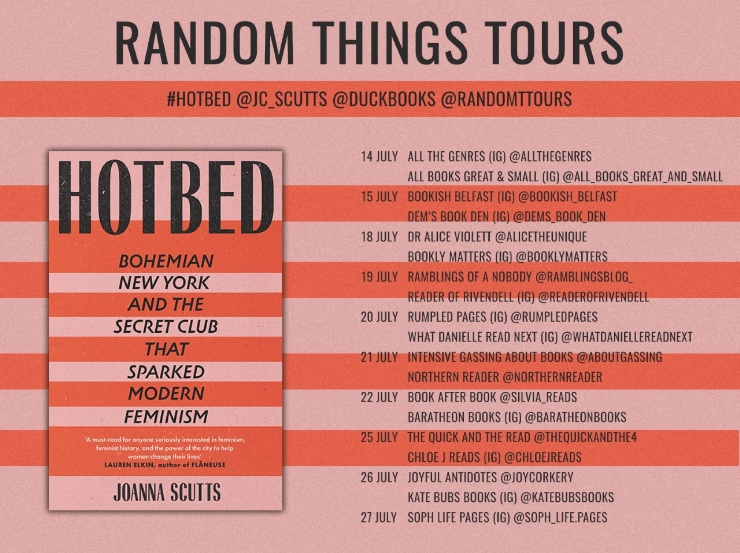 RANDOM THINGS TOURS
#HOTBED @JC_SCUTTS @DUCKBOOKS @RANDOMTTOURS
HOTBED
BOHEMIAN
NEW YORK
AND THE
SECRET CLUB
THAT
SPARKED
MODERN
FEMINISM
'A must-read for anyone seriously interested in feminism,
feminist history, and the power of the city to help
women change their lives'
LAUREN ELKIN, author of FLÂNEUSE
JOANNA SCUTTS
14 JULY ALL THE GENRES (IG) @ALLTHEGENRES
ALL BOOKS GREAT & SMALL (IG) @ALL_BOOKS_GREAT_AND_SMALL
15 JULY BOOKISH BELFAST (IG) @BOOKISH_BELFAST
DEM'S BOOK DEN (IG) @DEMS_BOOK_DEN
18 JULY DR ALICE VIOLETT @ALICETHEUNIQUE
BOOKLY MATTERS (IG) @BOOKLYMATTERS
19 JULY RAMBLINGS OF A NOBODY @RAMBLINGSBLOG_
READER OF RIVENDELL (IG) @READEROFRIVENDELL
20 JULY RUMPLED PAGES (IG) @RUMPLEDPAGES
WHAT DANIELLE READ NEXT (IG) @WHATDANIELLEREADNEXT
21 JULY INTENSIVE GASSING ABOUT BOOKS @ABOUTGASSING
NORTHERN READER @NORTHERNREADER
22 JULY BOOK AFTER BOOK @SILVIA_READS
BARATHEON BOOKS (IG) @BARATHEONBOOKS
25 JULY THE QUICK AND THE READ @THEQUICKANDTHE4
CHLOE J READS (IG) @CHLOEJREADS
26 JULY JOYFUL ANTIDOTES @JOYCORKERY
KATE BUBS BOOKS (IG) @KATEBUBSBOOKS
27 JULY SOPH LIFE PAGES (IG) @SOPH_LIFE.PAGES